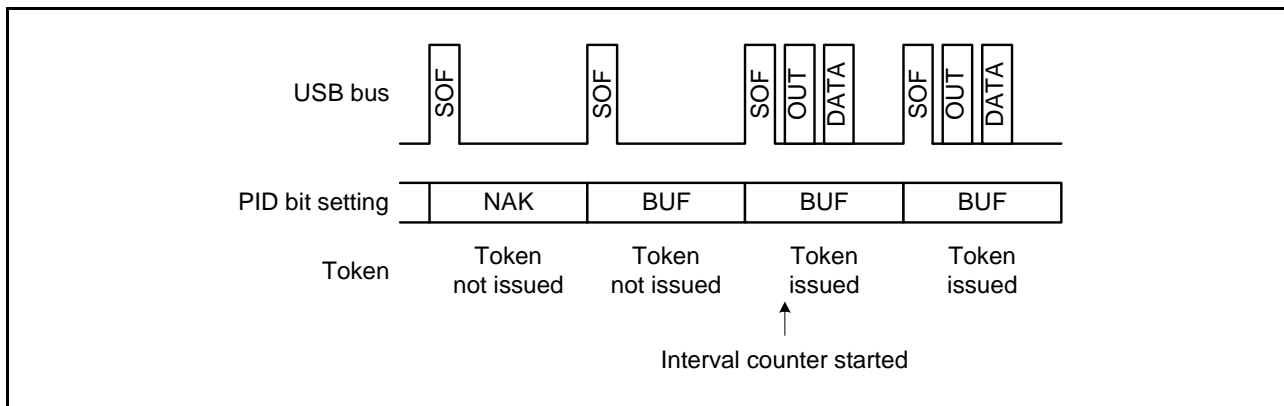 USB bus
SOF
SOF
SOF
OUT
DATA
SOF
OUT
DATA
PID bit setting
NAK
BUF
BUF
BUF
Token
Token
not issued
Token
not issued
Token
issued
Token
issued
Interval counter started